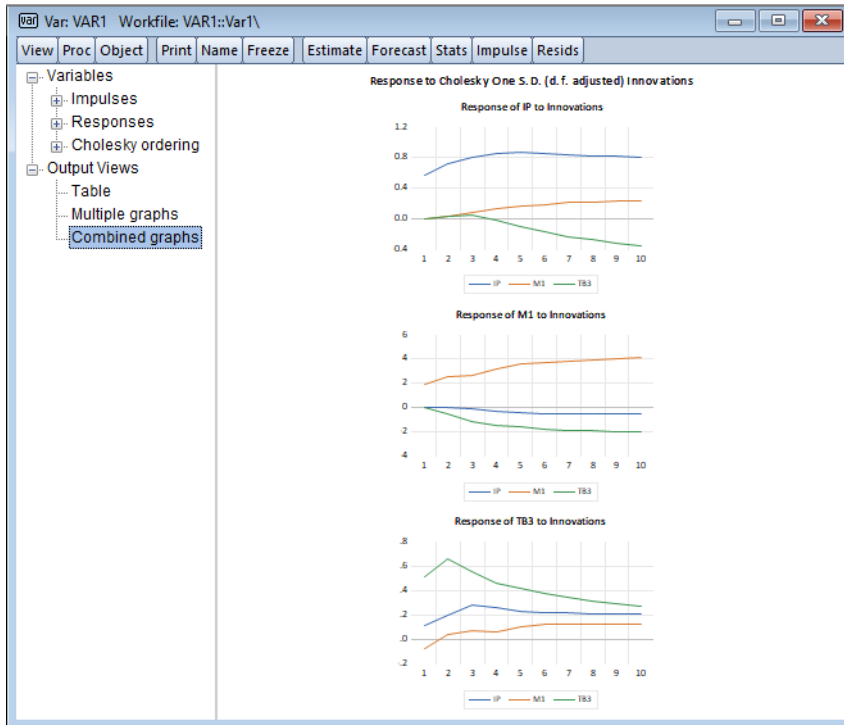 Var: VAR1 Workfile: VAR1::Var1\
View Proc Object Print Name Freeze Estimate Forecast Stats Impulse Resids
Variables
Impulses
Responses
Cholesky ordering
Output Views
Table
Multiple graphs
Combined graphs
Response to Cholesky One S.D. (d.f. adjusted) Innovations
Response of IP to Innovations
1.2
0.8
0.4
0.0
0.4
1 2 3 4 5 6 7 8 9 10
IP M1 TB3
Response of M1 to Innovations
6
4
2
0
2
4
1 2 3 4 5 6 7 8 9 10
IP M1 TB3
Response of TB3 to Innovations
.8
.6
.4
.2
.0
.2
1 2 3 4 5 6 7 8 9 10
IP M1 TB3